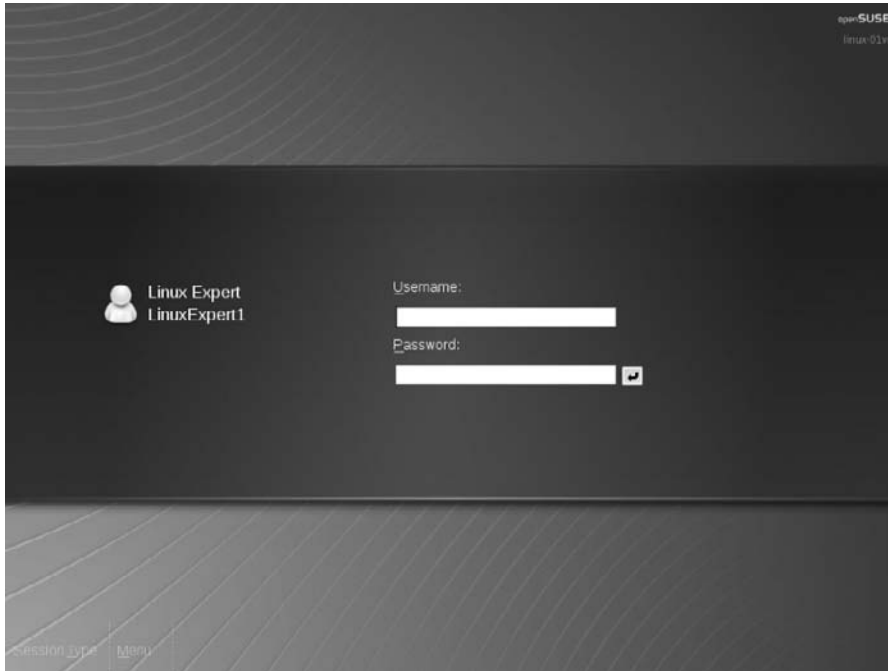 openSUSE
Linux Expert
LinuxExpert1
Username:
Password:
Session Type
Menu